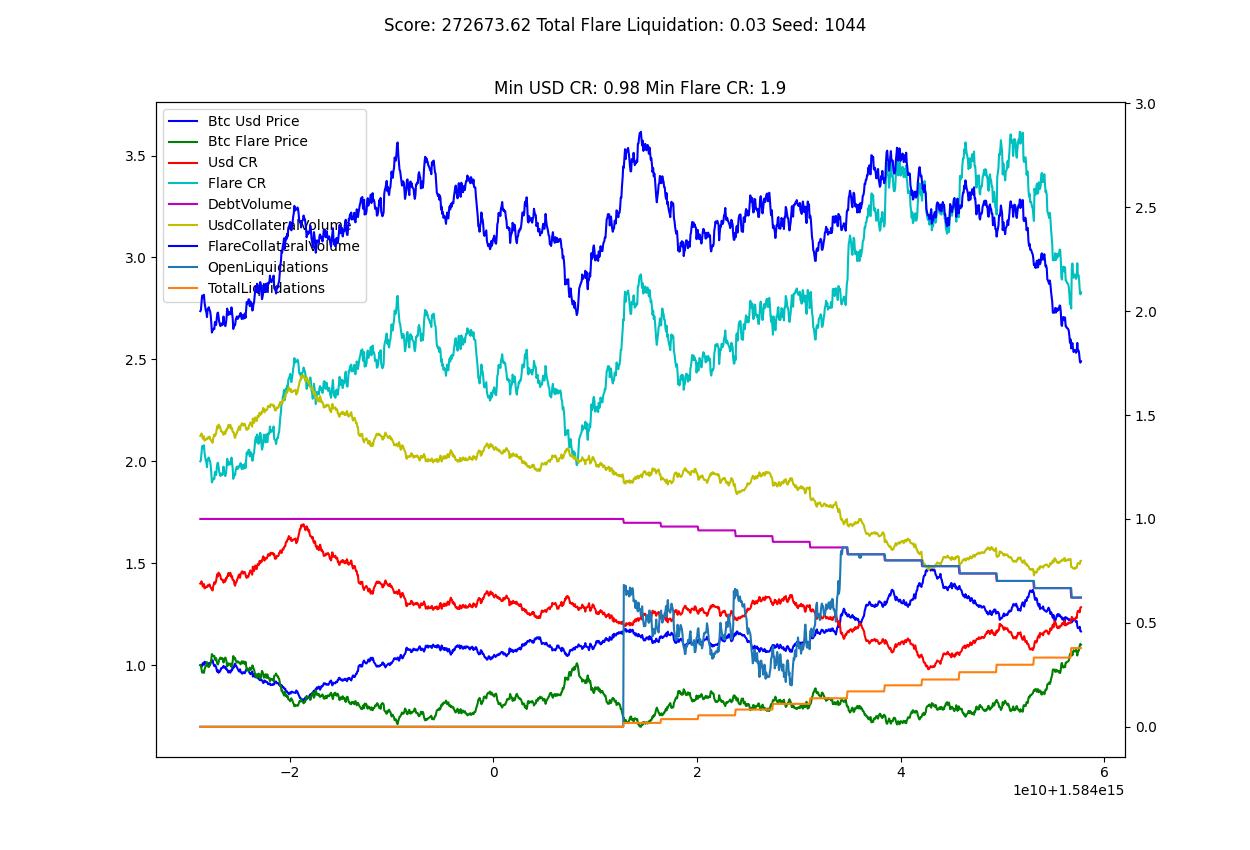 Score: 272673.62 Total Flare Liquidation: 0.03 Seed: 1044
Min USD CR: 0.98 Min Flare CR: 1.9
Btc Usd Price
Btc Flare Price
Usd CR
Flare CR
DebtVolume
UsdCollateralVolume
FlareCollateralVolume
OpenLiquidations
TotalLiquidations
3.5
3.0
2.5
2.0
1.5
1.0
3.0
2.5
2.0
1.5
1.0
0.5
0.0
−2
0
2
4
6
1e10+1.584e15